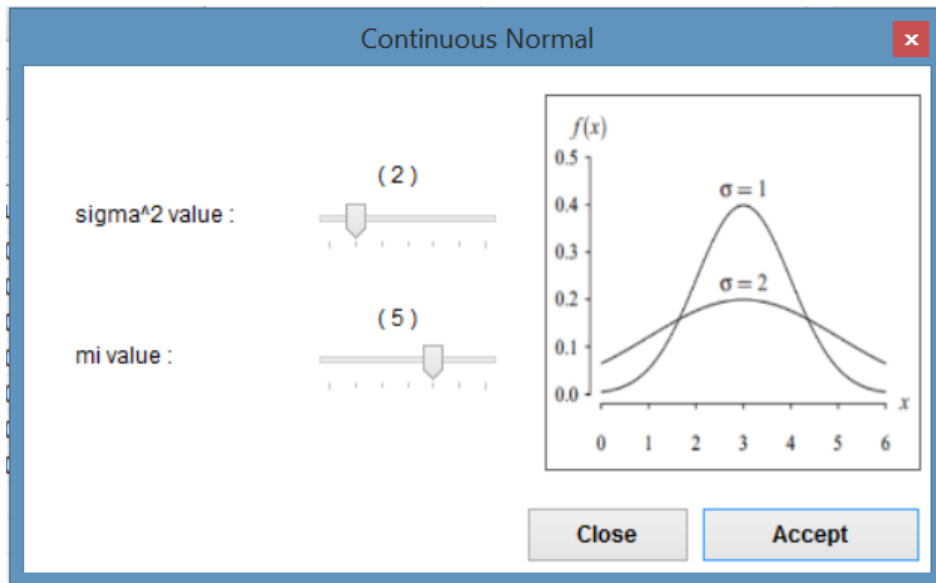 Continuous Normal
x
( 2 )
sigma^2 value :
( 5 )
mi value :
f(x)
0.5
0.4
0.3
0.2
0.1
0.0
σ = 1
σ = 2
x
0 1 2 3 4 5 6
Close
Accept